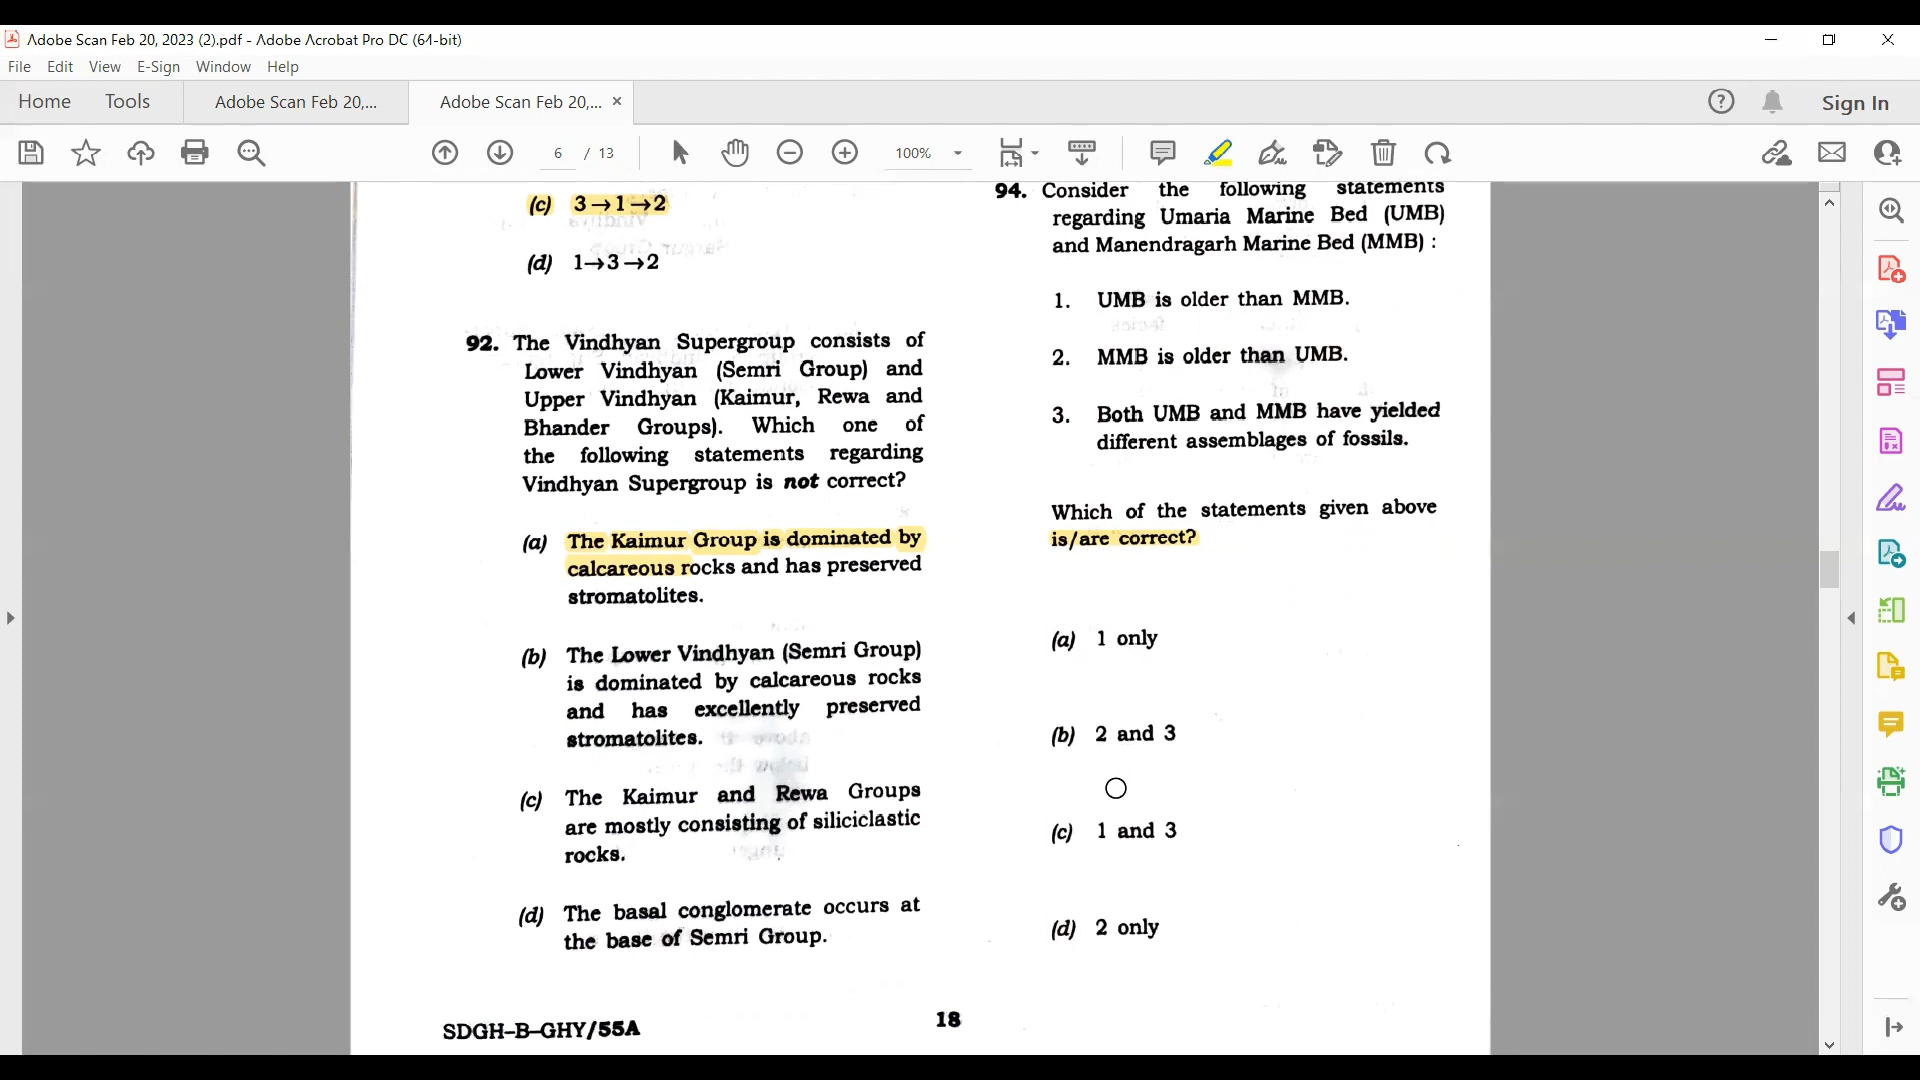 Adobe Scan Feb 20, 2023 (2).pdf - Adobe Acrobat Pro DC (64-bit)
File Edit View E-Sign Window Help
Home Tools Adobe Scan Feb 20,... Adobe Scan Feb 20,... × Sign In
6 / 13 100%
(c) 3→1→2
(d) 1→3→2
92. The Vindhyan Supergroup consists of
Lower Vindhyan (Semri Group) and
Upper Vindhyan (Kaimur, Rewa and
Bhander Groups). Which one of
the following statements regarding
Vindhyan Supergroup is not correct?
(a) The Kaimur Group is dominated by
calcareous rocks and has preserved
stromatolites.
(b) The Lower Vindhyan (Semri Group)
is dominated by calcareous rocks
and has excellently preserved
stromatolites.
(c) The Kaimur and Rewa Groups
are mostly consisting of siliciclastic
rocks.
(d) The basal conglomerate occurs at
the base of Semri Group.
94. Consider the following statements
regarding Umaria Marine Bed (UMB)
and Manendragarh Marine Bed (MMB) :
1. UMB is older than MMB.
2. MMB is older than UMB.
3. Both UMB and MMB have yielded
different assemblages of fossils.
Which of the statements given above
is/are correct?
(a) 1 only
(b) 2 and 3
(c) 1 and 3
(d) 2 only
SDGH-B-GHY/55A
18